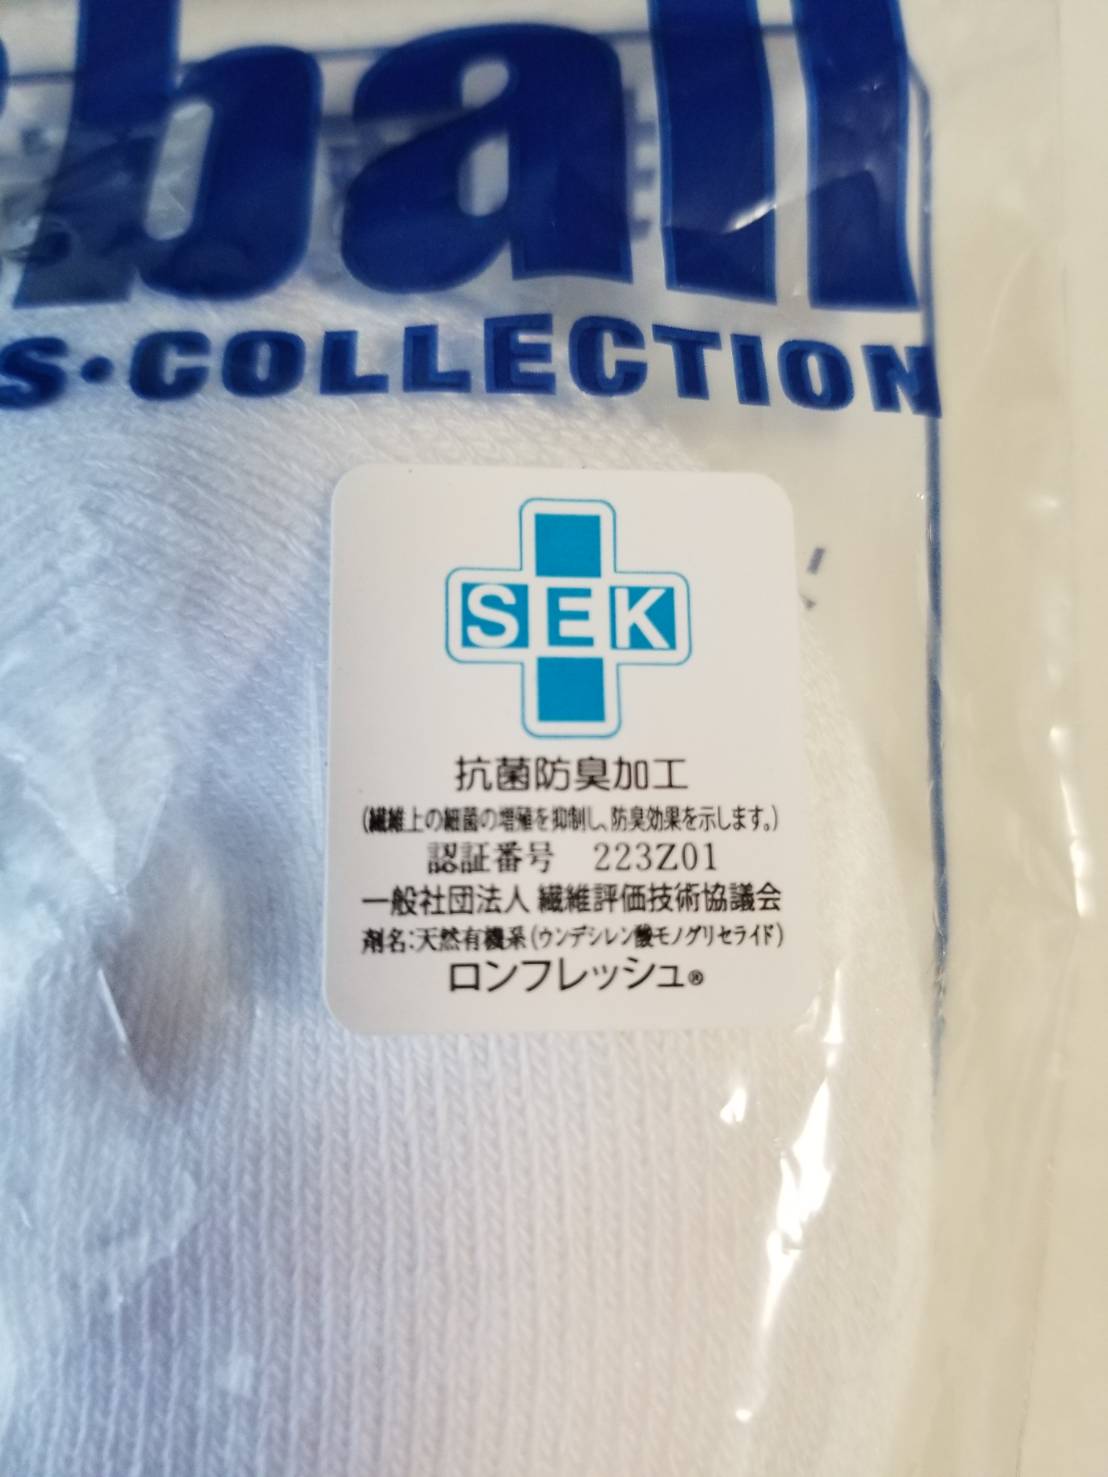 ball
S・COLLECTION
SEK
抗菌防臭加工
(繊維上の細菌の増殖を抑制し、防臭効果を示します。)
認証番号 223Z01
一般社団法人 繊維評価技術協議会
剤名:天然有機系(ウンデシレン酸モノグリセライド)
ロンフレッシュ®